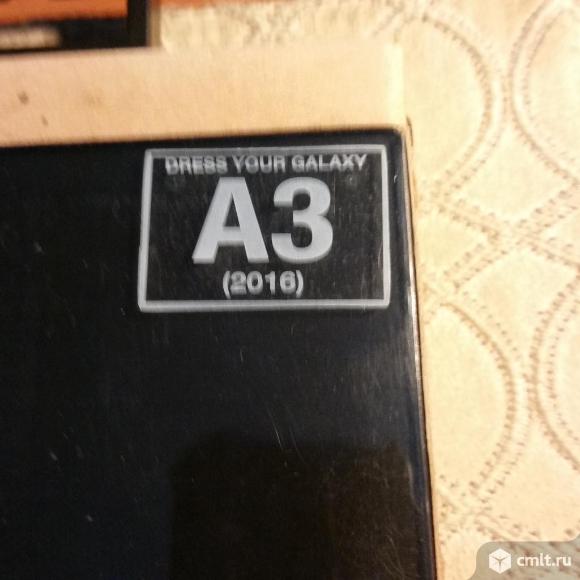 DRESS YOUR GALAXY
A3
(2016)
cmlt.ru